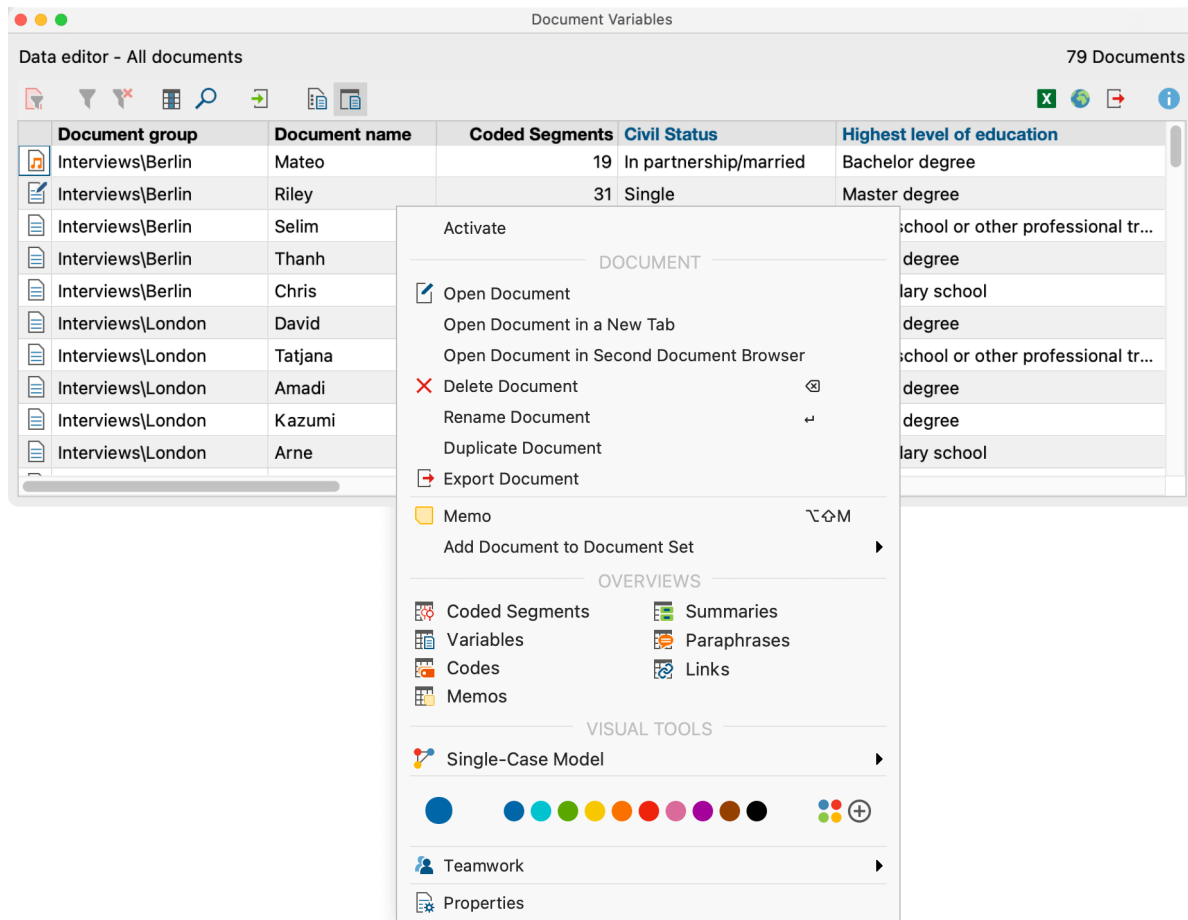 Document Variables
Data editor - All documents 79 Documents
X i
Document group Document name Coded Segments Civil Status Highest level of education
Interviews\Berlin Mateo 19 In partnership/married Bachelor degree
Interviews\Berlin Riley 31 Single Master degree
Interviews\Berlin Selim school or other professional tr...
Activate
Interviews\Berlin Thanh degree
DOCUMENT
Interviews\Berlin Chris lary school
Open Document
Interviews\London David degree
Open Document in a New Tab
Interviews\London Tatjana school or other professional tr...
Open Document in Second Document Browser
Interviews\London Amadi degree
Delete Document ⌫
Interviews\London Kazumi degree
Rename Document ↵
Interviews\London Arne lary school
Duplicate Document
Export Document
Memo ⌥⇧M
Add Document to Document Set
OVERVIEWS
Coded Segments Summaries
Variables Paraphrases
Codes Links
Memos
VISUAL TOOLS
Single-Case Model
Teamwork
Properties